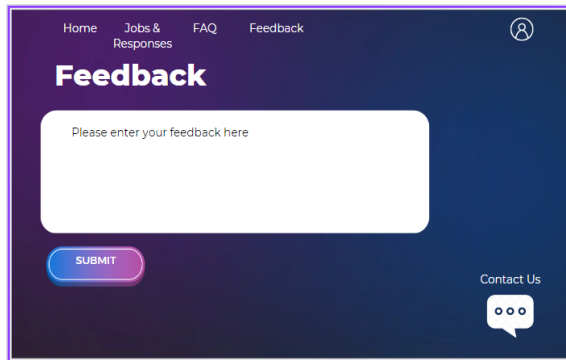 Home Jobs & FAQ Feedback
Responses
Feedback
Please enter your feedback here
SUBMIT
Contact Us